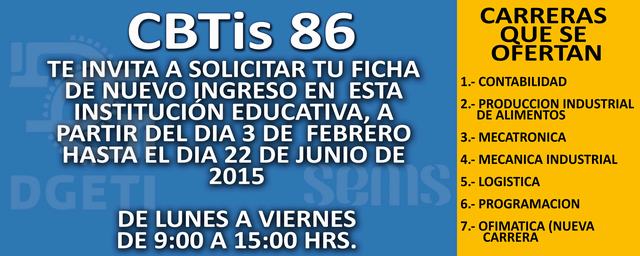 CBTis 86
TE INVITA A SOLICITAR TU FICHA
DE NUEVO INGRESO EN ESTA
INSTITUCIÓN EDUCATIVA, A
PARTIR DEL DIA 3 DE FEBRERO
HASTA EL DIA 22 DE JUNIO DE
2015
DE LUNES A VIERNES
DE 9:00 A 15:00 HRS.
DGETI
sems
CARRERAS
QUE SE
OFERTAN
1.- CONTABILIDAD
2.- PRODUCCION INDUSTRIAL
DE ALIMENTOS
3.- MECATRONICA
4.- MECANICA INDUSTRIAL
5.- LOGISTICA
6.- PROGRAMACION
7.- OFIMATICA (NUEVA
CARRERA